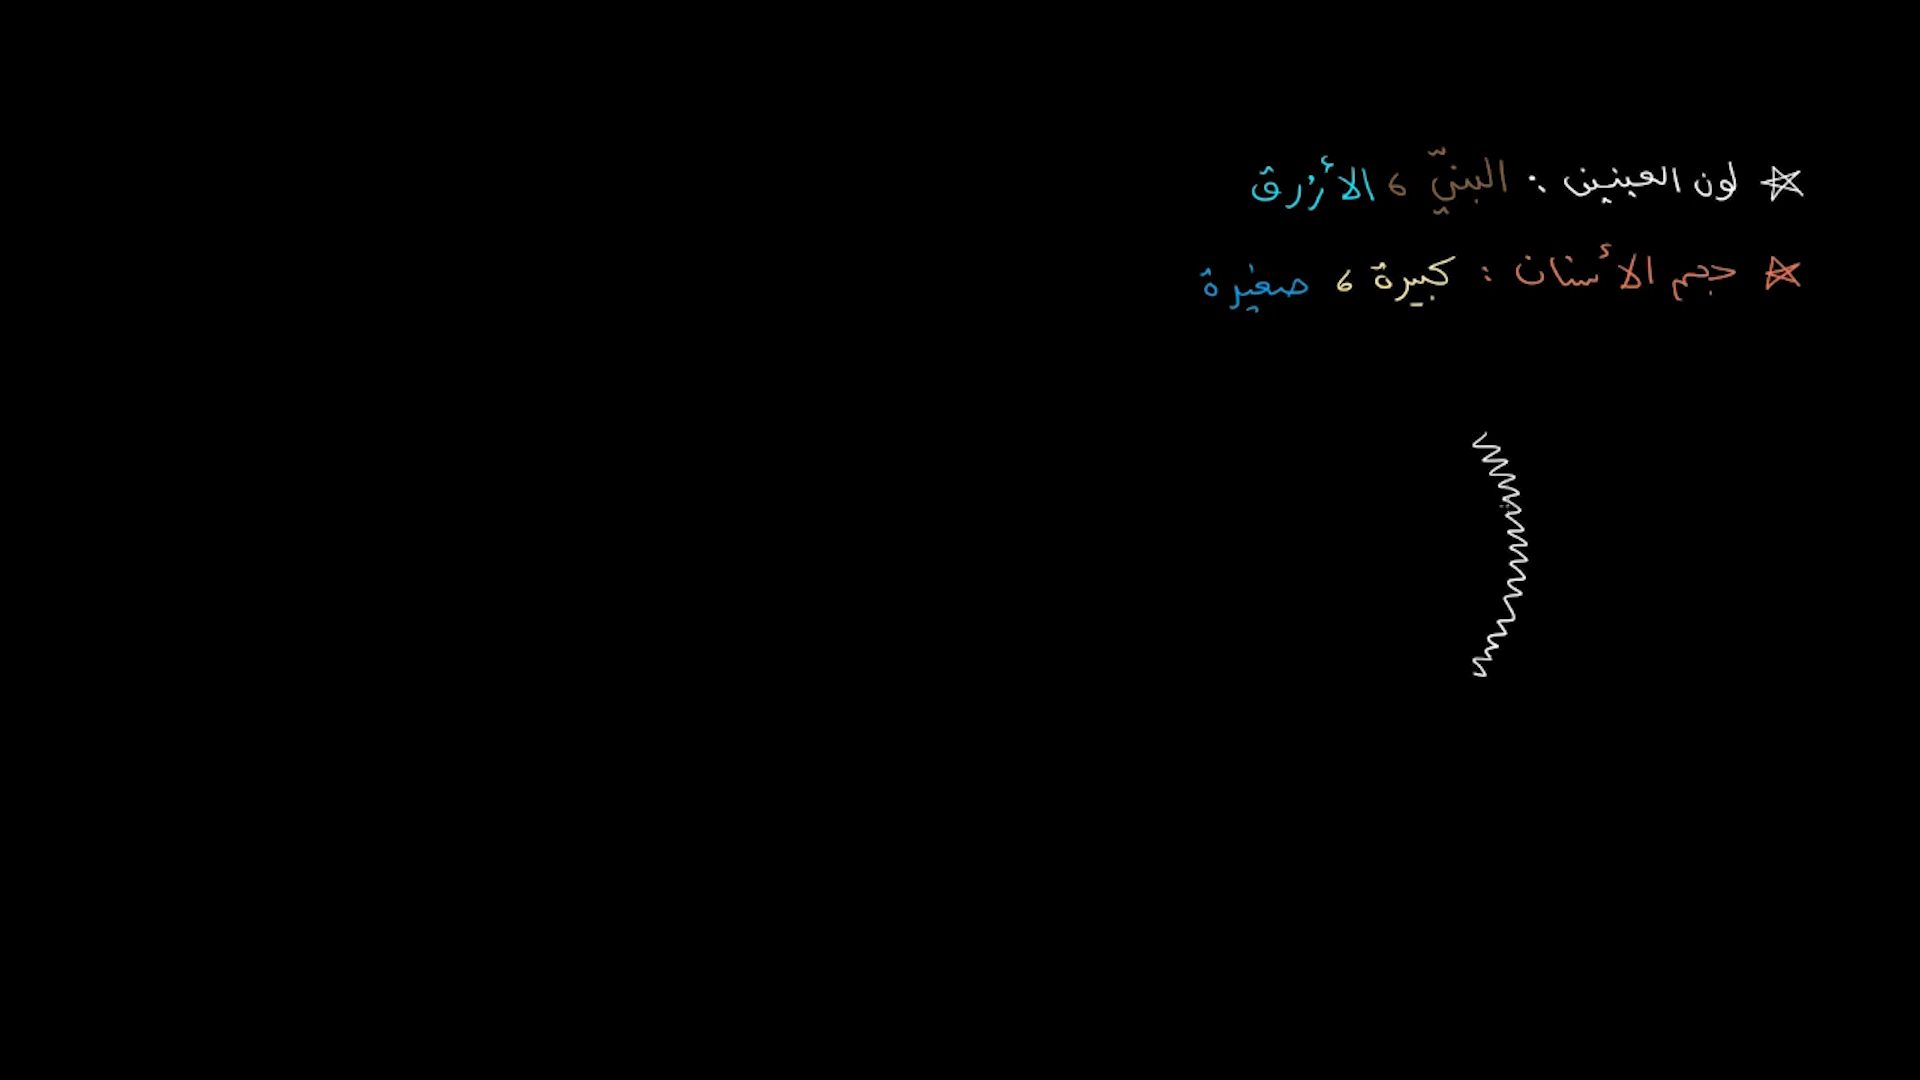 ☆ لون العينين : البنيّ ، الأزرق
☆ حجم الأسنان : كبيرة ، صغيرة